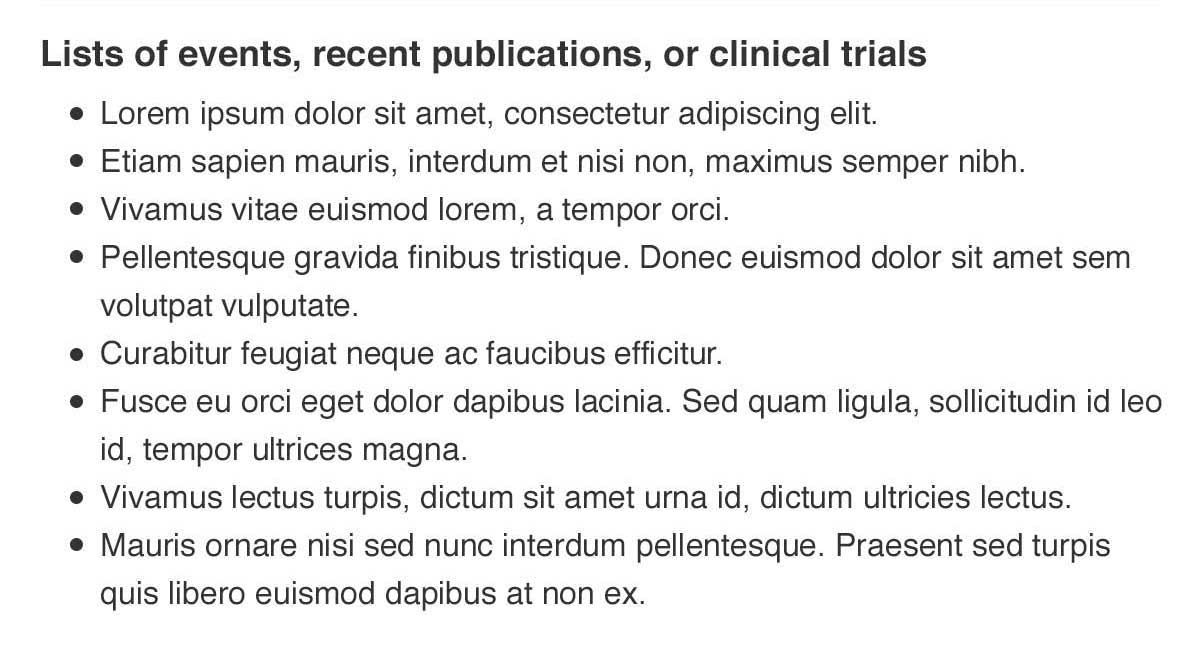 Lists of events, recent publications, or clinical trials
• Lorem ipsum dolor sit amet, consectetur adipiscing elit.
• Etiam sapien mauris, interdum et nisi non, maximus semper nibh.
• Vivamus vitae euismod lorem, a tempor orci.
• Pellentesque gravida finibus tristique. Donec euismod dolor sit amet sem
volutpat vulputate.
• Curabitur feugiat neque ac faucibus efficitur.
• Fusce eu orci eget dolor dapibus lacinia. Sed quam ligula, sollicitudin id leo
id, tempor ultrices magna.
• Vivamus lectus turpis, dictum sit amet urna id, dictum ultricies lectus.
• Mauris ornare nisi sed nunc interdum pellentesque. Praesent sed turpis
quis libero euismod dapibus at non ex.